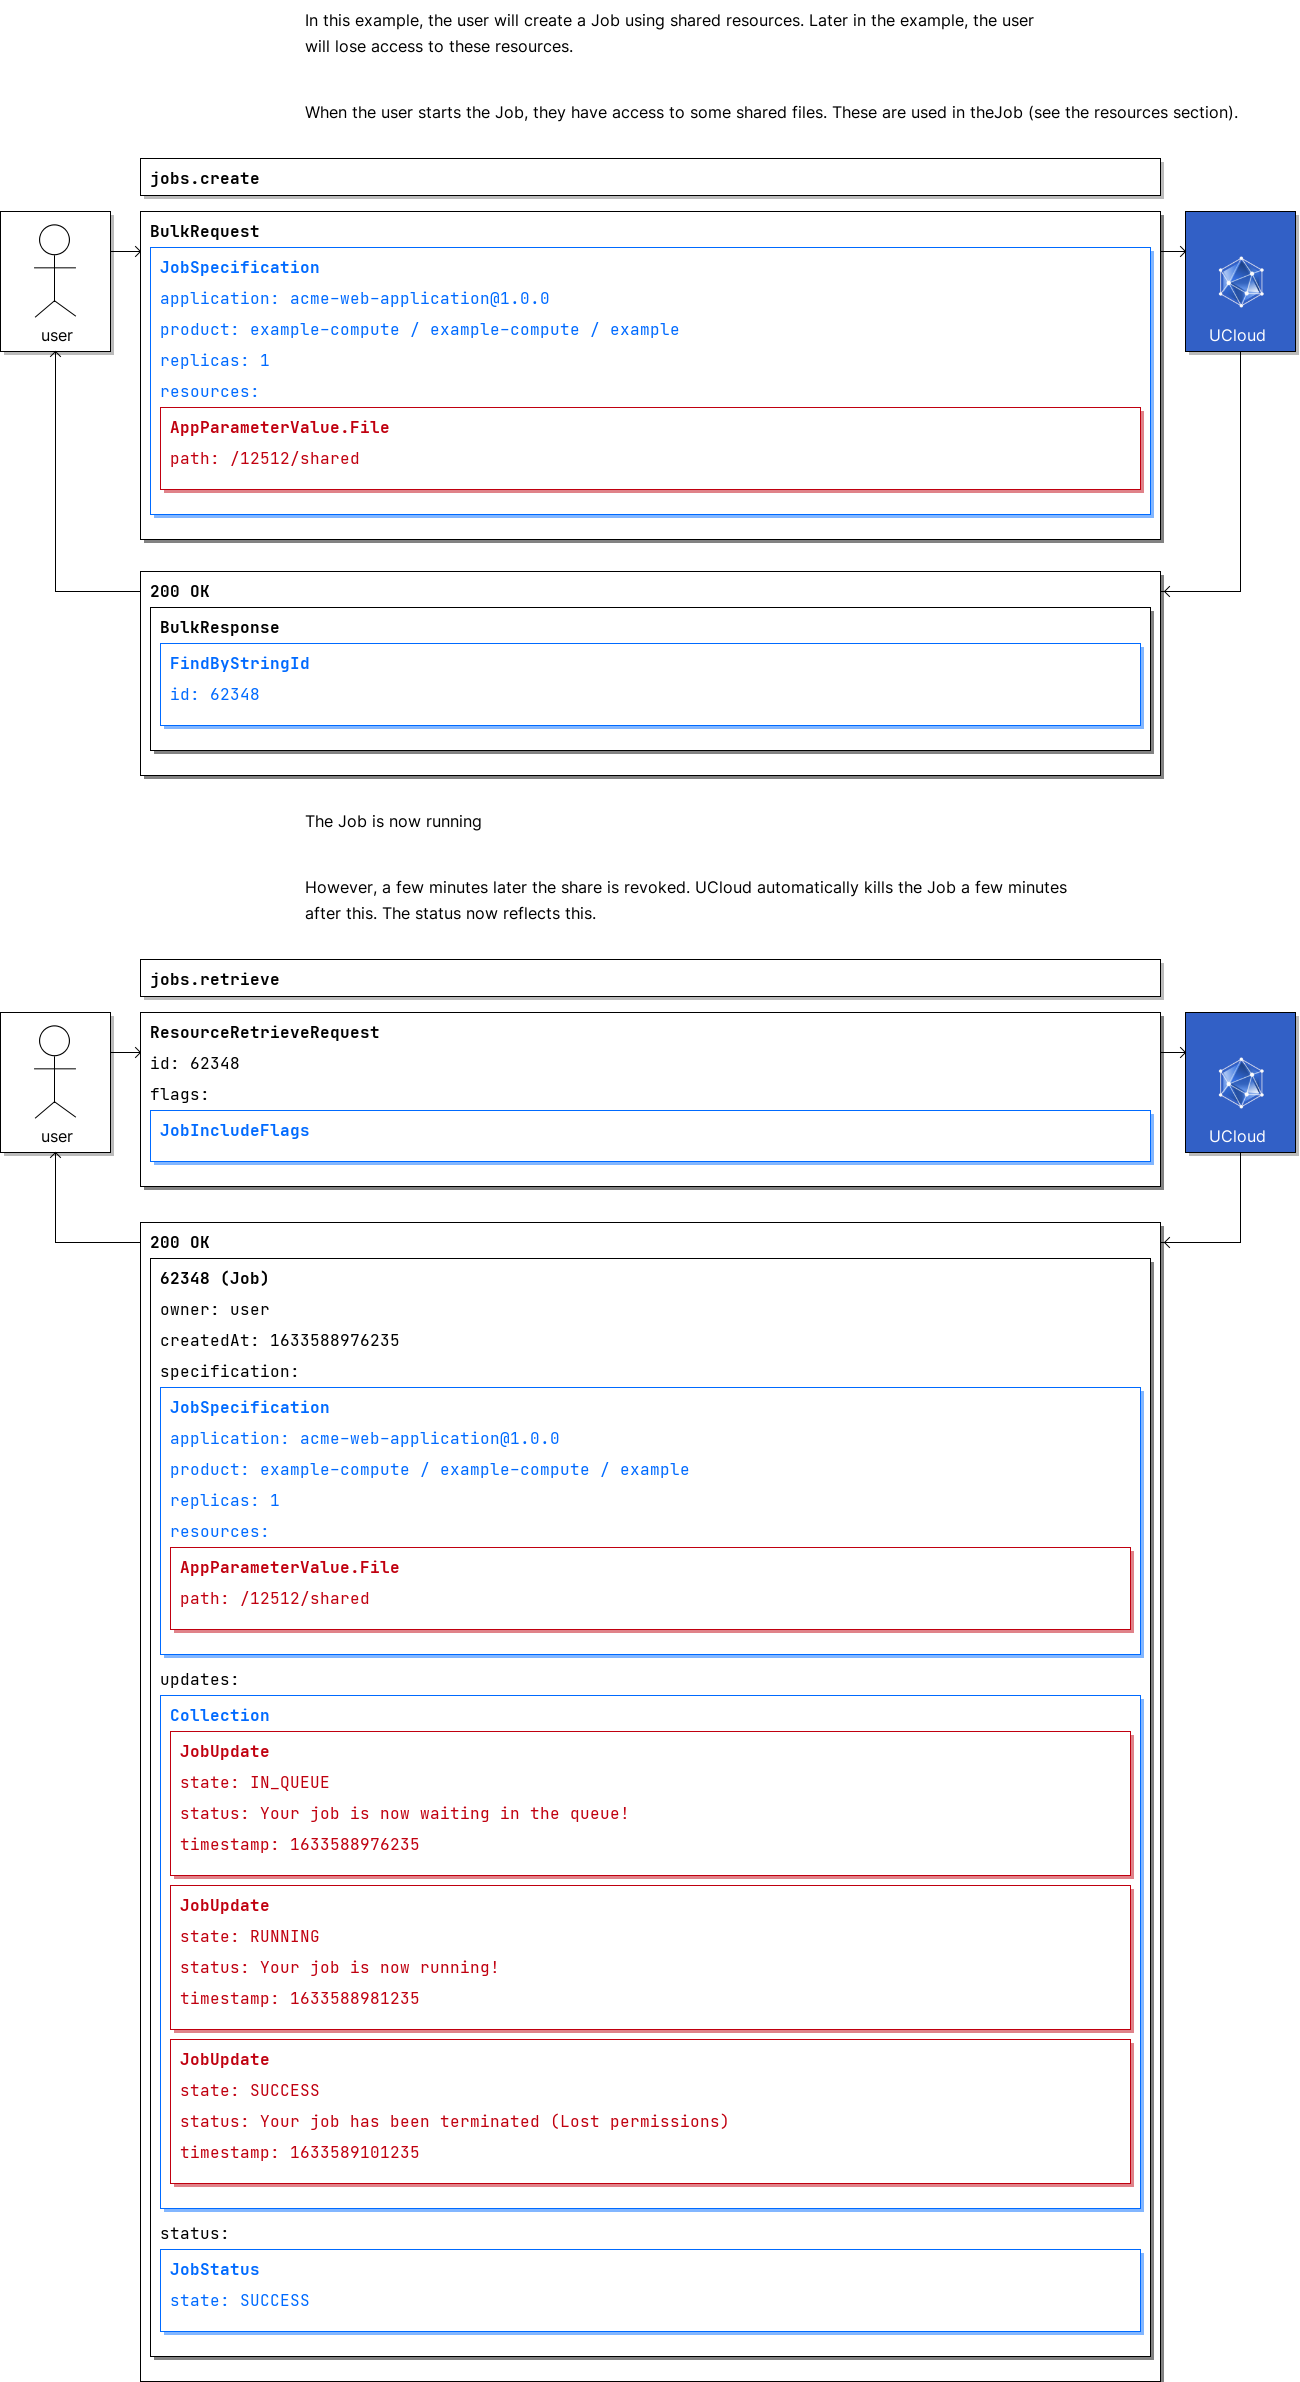 In this example, the user will create a Job using shared resources. Later in the example, the user
will lose access to these resources.
When the user starts the Job, they have access to some shared files. These are used in theJob (see the resources section).
jobs.create
user
BulkRequest
JobSpecification
application: acme-web-application@1.0.0
product: example-compute / example-compute / example
replicas: 1
resources:
AppParameterValue.File
path: /12512/shared
UCloud
200 OK
BulkResponse
FindByStringId
id: 62348
The Job is now running
However, a few minutes later the share is revoked. UCloud automatically kills the Job a few minutes
after this. The status now reflects this.
jobs.retrieve
user
ResourceRetrieveRequest
id: 62348
flags:
JobIncludeFlags
UCloud
200 OK
62348 (Job)
owner: user
createdAt: 1633588976235
specification:
JobSpecification
application: acme-web-application@1.0.0
product: example-compute / example-compute / example
replicas: 1
resources:
AppParameterValue.File
path: /12512/shared
updates:
Collection
JobUpdate
state: IN_QUEUE
status: Your job is now waiting in the queue!
timestamp: 1633588976235
JobUpdate
state: RUNNING
status: Your job is now running!
timestamp: 1633588981235
JobUpdate
state: SUCCESS
status: Your job has been terminated (Lost permissions)
timestamp: 1633589101235
status:
JobStatus
state: SUCCESS